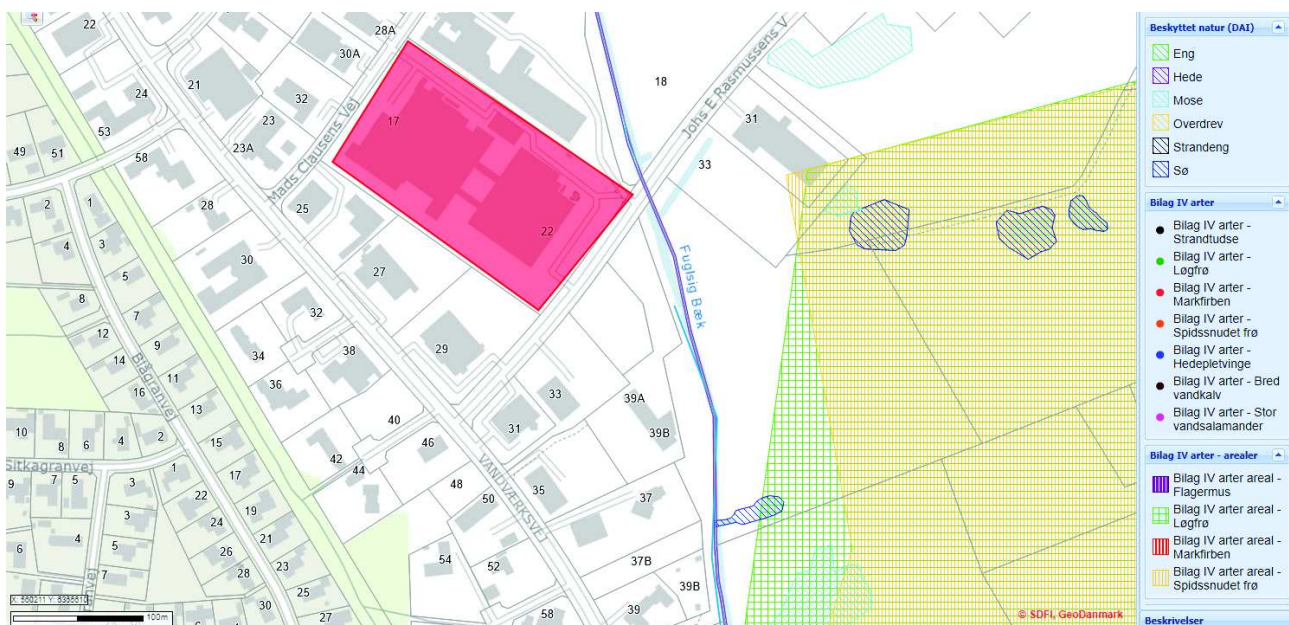 22
28A
30A
21
24
32
18
53
23
17
31
49
51
58
23A
33
Mads Clausens Vej
Johs E Rasmussens V
2
1
28
25
22
4
3
30
27
Fuglsig Bæk
5
8
7
32
12
9
34
38
29
14
11
36
33
39A
16
Blågranvej
13
40
31
39B
10
8
6
4
2
15
42
46
Sitkagranvej
1
17
44
48
35
9
7
5
3
22
19
50
37
VANDVÆRKSVEJ
3
24
21
4
5
26
23
54
52
37B
6
7
28
25
39B
30
27
58
39
100m
© SDFI, GeoDanmark
Beskyttet natur (DAI)
Eng
Hede
Mose
Overdrev
Strandeng
Sø
Bilag IV arter
Bilag IV arter -
Strandtudse
Bilag IV arter -
Løgfrø
Bilag IV arter -
Markfirben
Bilag IV arter -
Spidssnudet frø
Bilag IV arter -
Hedepletvinge
Bilag IV arter - Bred
vandkalv
Bilag IV arter - Stor
vandsalamander
Bilag IV arter - arealer
Bilag IV arter areal -
Flagermus
Bilag IV arter areal -
Løgfrø
Bilag IV arter areal -
Markfirben
Bilag IV arter areal -
Spidssnudet frø
Beskrivelser